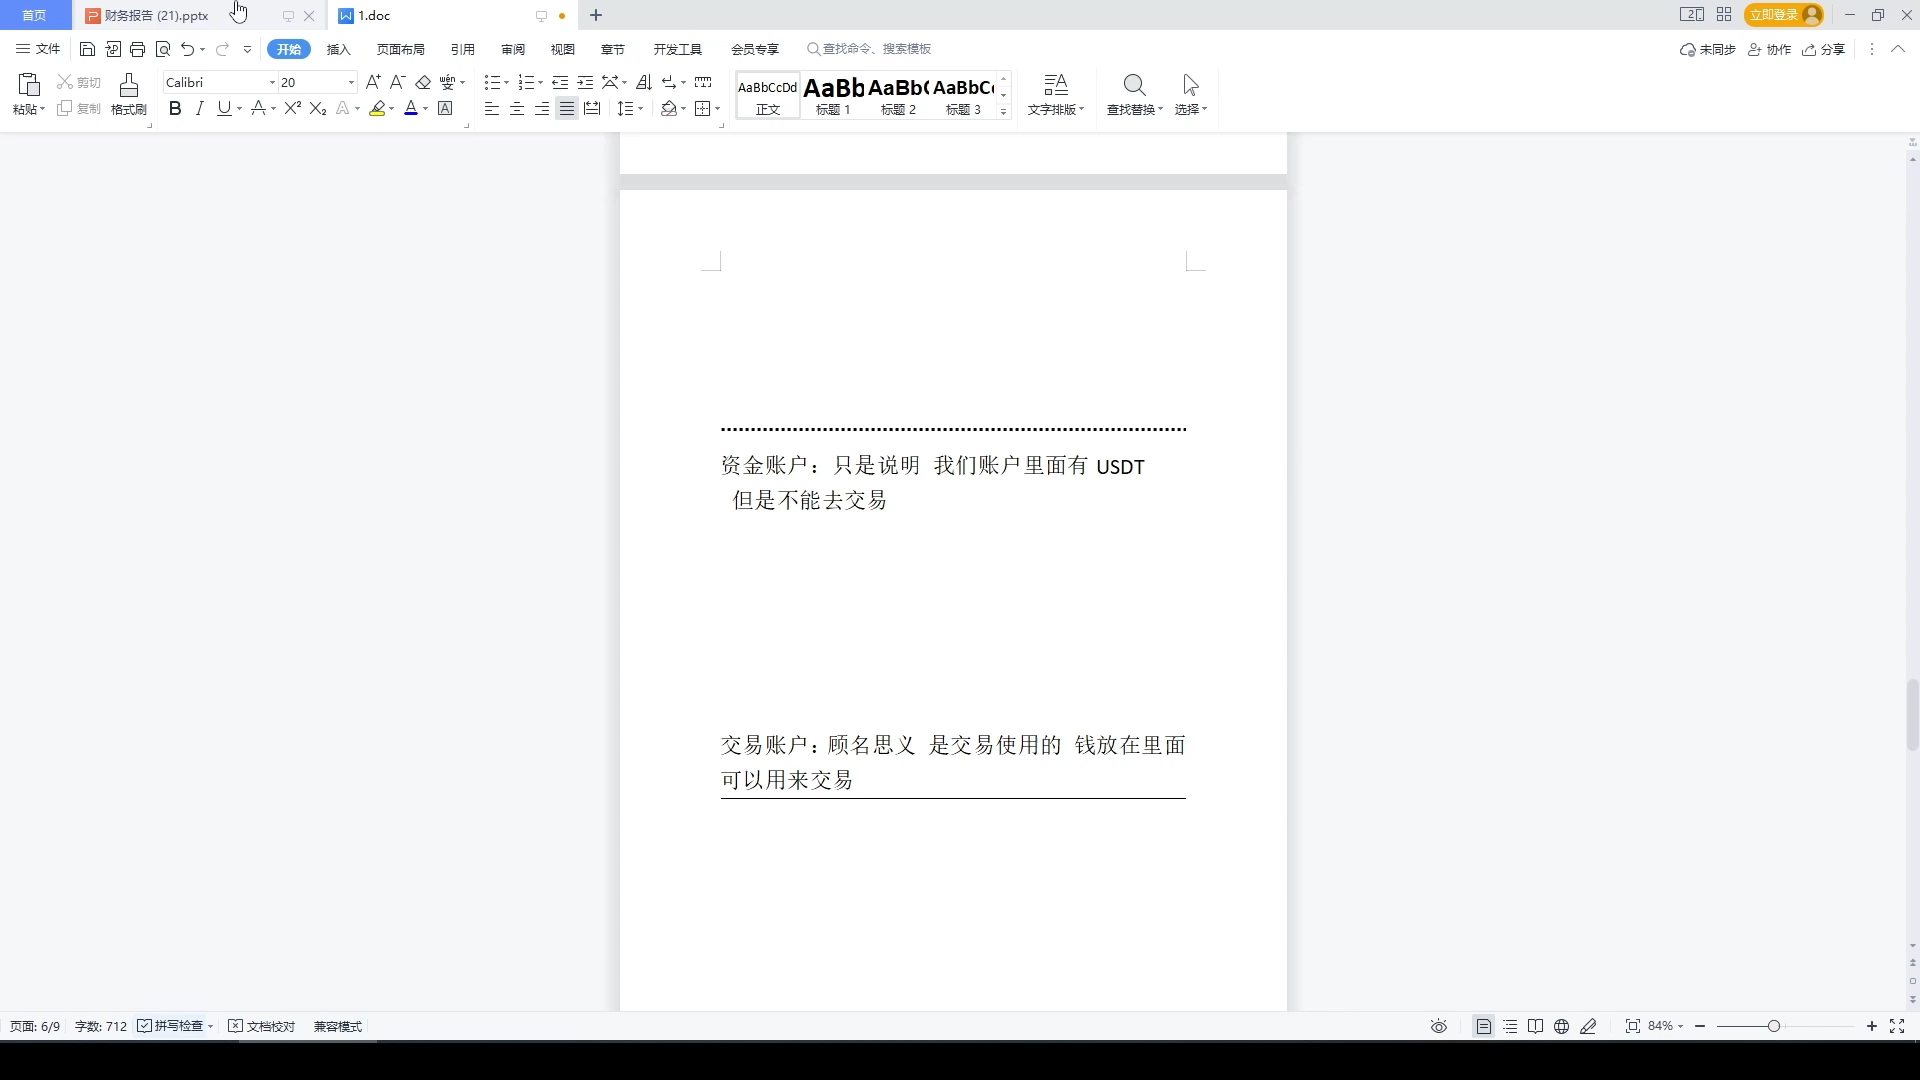 首页
财务报告 (21).pptx
1.doc
立即登录
文件
开始
插入
页面布局
引用
审阅
视图
章节
开发工具
会员专享
查找命令、搜索模板
未同步
协作
分享
粘贴
剪切
复制
格式刷
Calibri
20
AaBbCcDd
正文
AaBb
标题 1
AaBb(
标题 2
AaBbC
标题 3
文字排版
查找替换
选择
资金账户：只是说明 我们账户里面有 USDT
但是不能去交易
交易账户：顾名思义 是交易使用的 钱放在里面
可以用来交易
页面: 6/9
字数: 712
拼写检查
文档校对
兼容模式
84%